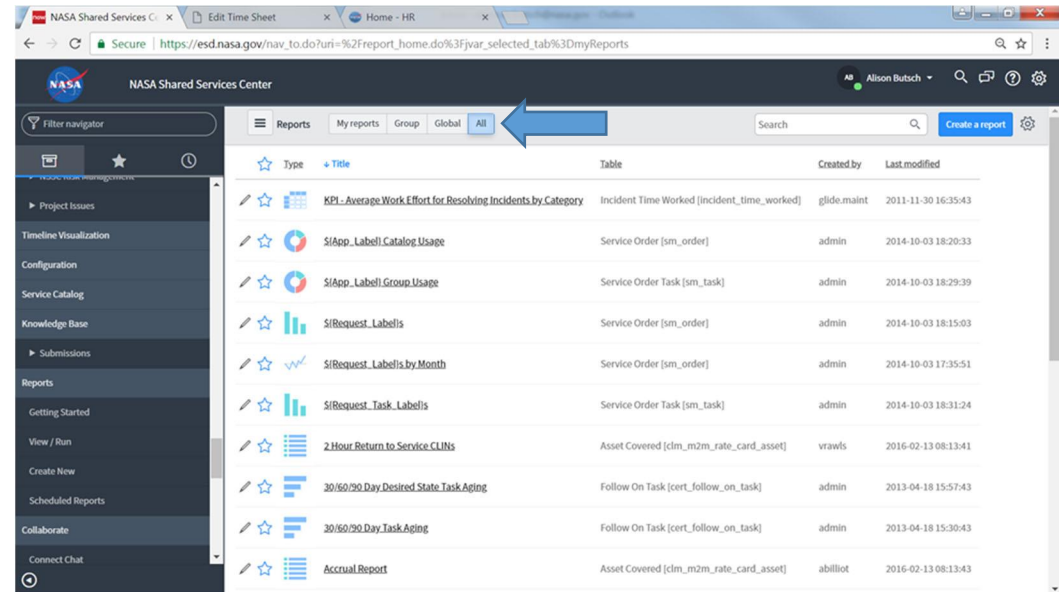 NASA Shared Services C
Edit Time Sheet
Home - HR
Secure https://esd.nasa.gov/nav_to.do?uri=%2Freport_home.do%3Fjvar_selected_tab%3DmyReports
NASA NASA Shared Services Center
AB Alison Butsch
Filter navigator
Reports My reports Group Global All
Search
Create a report
Project Issues
Timeline Visualization
Configuration
Service Catalog
Knowledge Base
Submissions
Reports
Getting Started
View / Run
Create New
Scheduled Reports
Collaborate
Connect Chat
Type Title Table Created by Last modified
KPI - Average Work Effort for Resolving Incidents by Category Incident Time Worked [incident_time_worked] glide.maint 2011-11-30 16:35:43
${App_Label} Catalog Usage Service Order [sm_order] admin 2014-10-03 18:20:33
${App_Label} Group Usage Service Order Task [sm_task] admin 2014-10-03 18:29:39
${Request_Label}s Service Order [sm_order] admin 2014-10-03 18:15:03
${Request_Label}s by Month Service Order [sm_order] admin 2014-10-03 17:35:51
${Request_Task_Label}s Service Order Task [sm_task] admin 2014-10-03 18:31:24
2 Hour Return to Service CLINs Asset Covered [clm_m2m_rate_card_asset] vrawls 2016-02-13 08:13:41
30/60/90 Day Desired State Task Aging Follow On Task [cert_follow_on_task] admin 2013-04-18 15:57:43
30/60/90 Day Task Aging Follow On Task [cert_follow_on_task] admin 2013-04-18 15:30:43
Accrual Report Asset Covered [clm_m2m_rate_card_asset] abilliot 2016-02-13 08:13:43